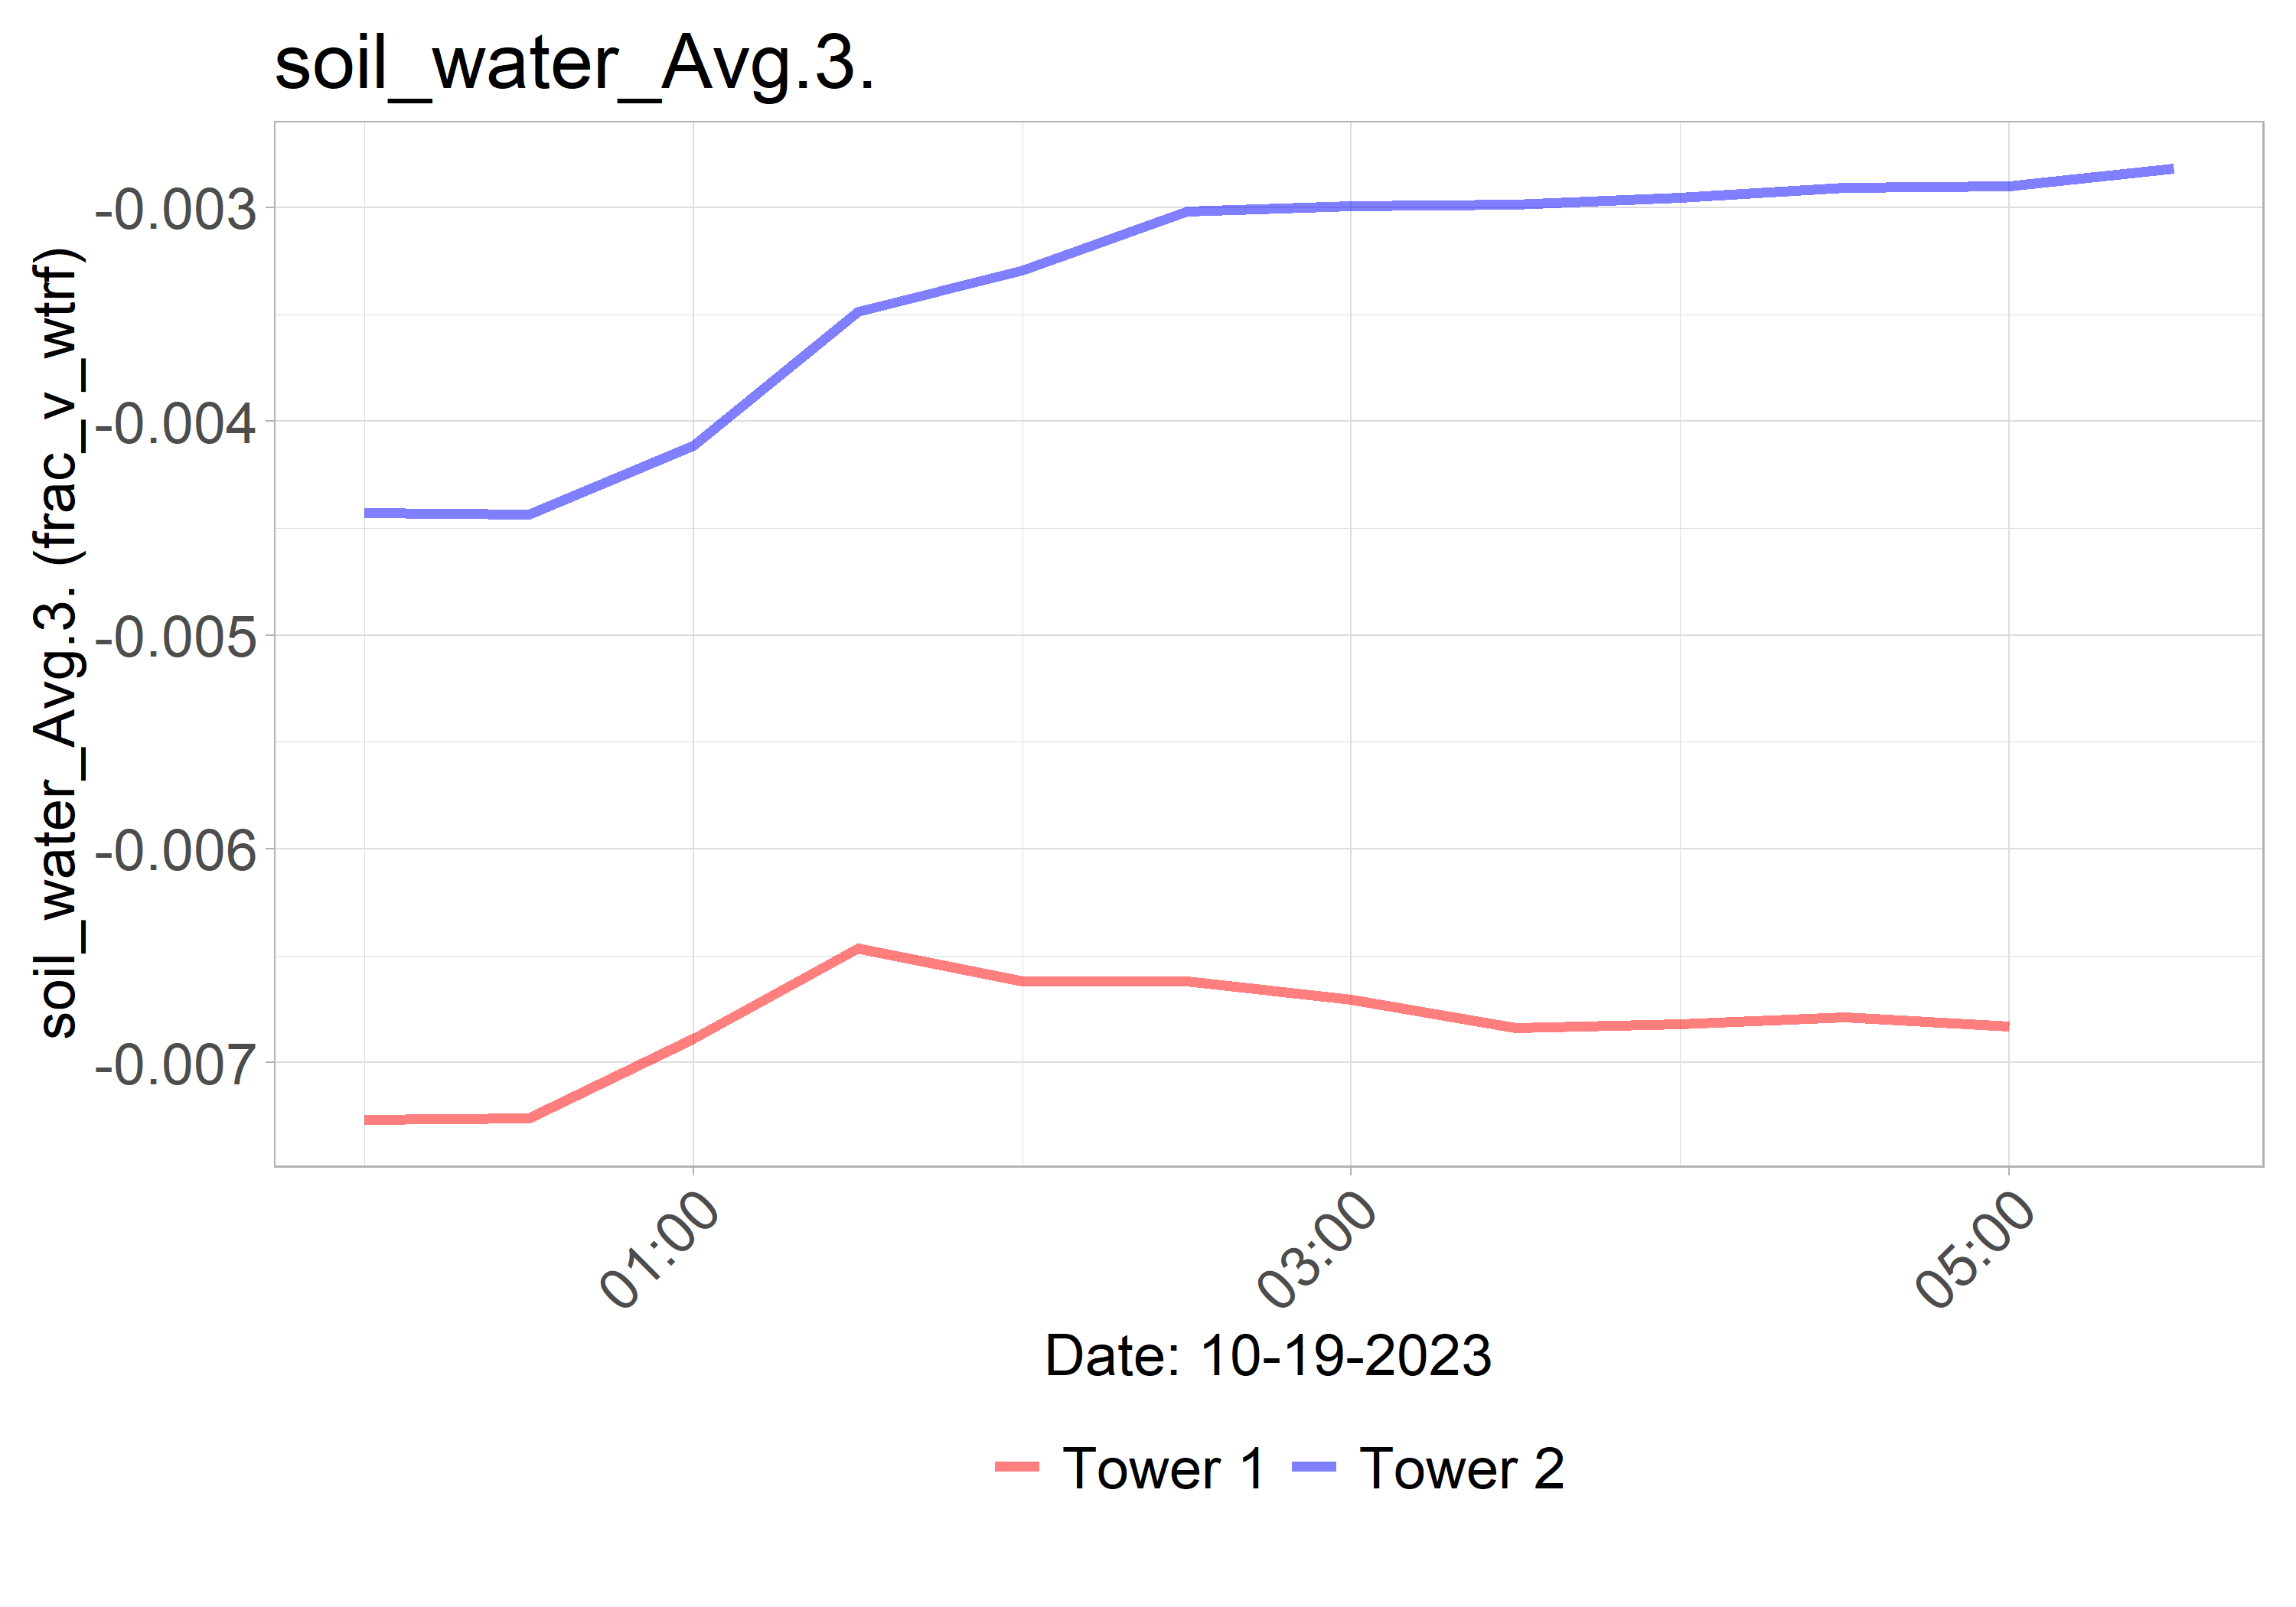 soil_water_Avg.3.
soil_water_Avg.3. (frac_v_wtrf)
-0.003
-0.004
-0.005
-0.006
-0.007
01:00
03:00
05:00
Date: 10-19-2023
Tower 1
Tower 2